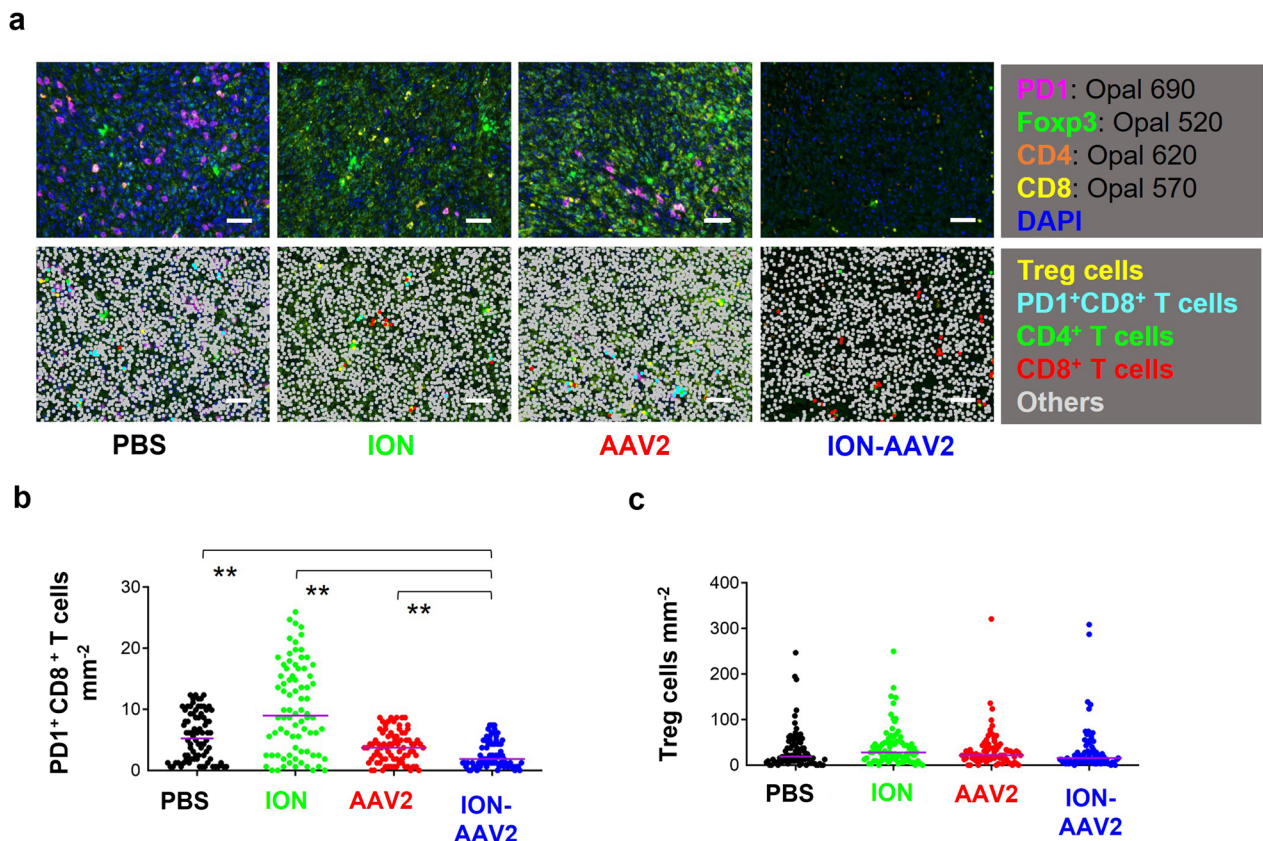 a
PD1: Opal 690
Foxp3: Opal 520
CD4: Opal 620
CD8: Opal 570
DAPI
Treg cells
PD1⁺CD8⁺ T cells
CD4⁺ T cells
CD8⁺ T cells
Others
PBS
ION
AAV2
ION-AAV2
b
PD1⁺ CD8⁺ T cells
mm⁻²
30
20
10
0
**
**
**
PBS
ION
AAV2
ION-
AAV2
c
Treg cells mm⁻²
400
300
200
100
0
PBS
ION
AAV2
ION-
AAV2